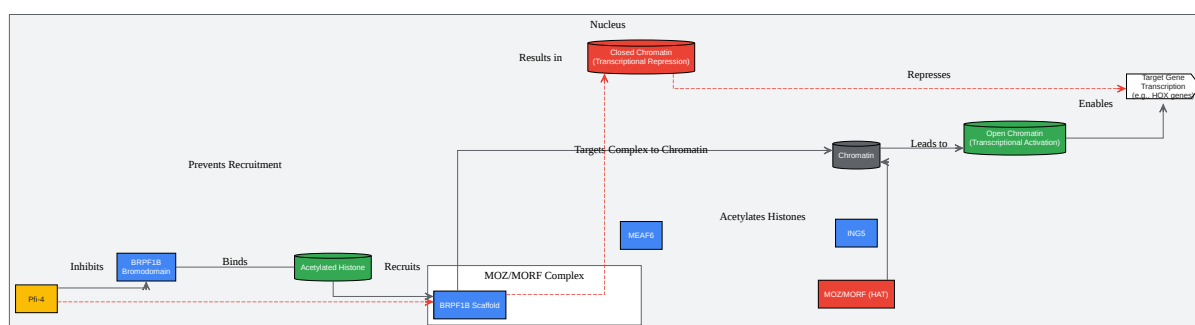 Nucleus
Closed Chromatin
(Transcriptional Repression)
Results in
Represses
Target Gene
Transcription
(e.g., HOX genes)
Enables
Open Chromatin
(Transcriptional Activation)
Targets Complex to Chromatin
Chromatin
Leads to
Prevents Recruitment
Acetylates Histones
MEAF6
ING5
Inhibits
BRPF1B
Bromodomain
Binds
Acetylated Histone
Recruits
MOZ/MORF Complex
Pfi-4
BRPF1B Scaffold
MOZ/MORF (HAT)